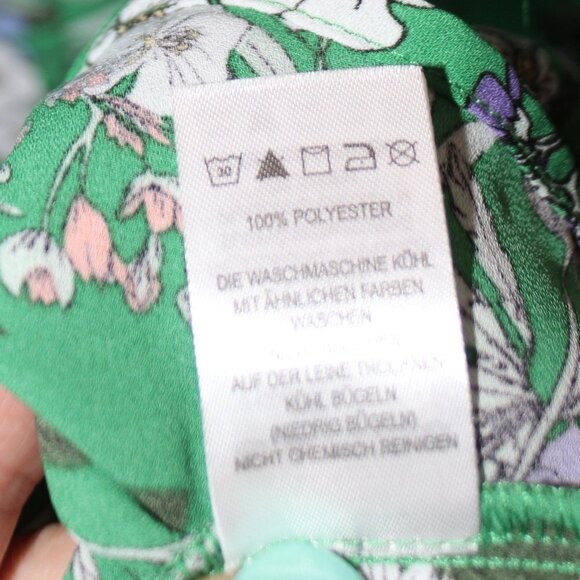 30
100% POLYESTER
DIE WASCHMASCHINE KÜHL
MIT ÄHNLICHEN FARBEN
WASCHEN
AUF DER LEINE TROCKNEN
KÜHL BÜGELN
(NIEDRIG BÜGELN)
NICHT CHEMISCH REINIGEN